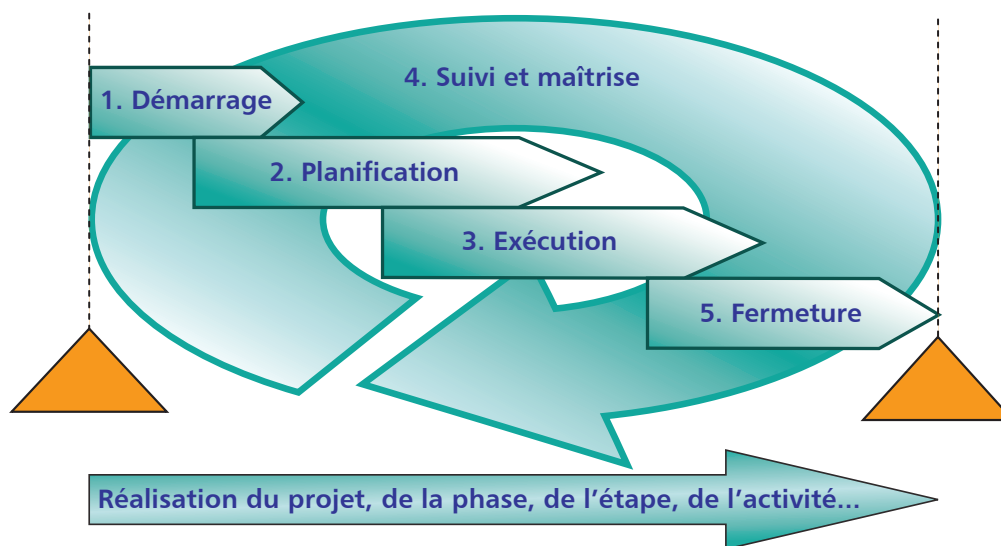 4. Suivi et maîtrise
1. Démarrage
2. Planification
3. Exécution
5. Fermeture
Réalisation du projet, de la phase, de l’étape, de l’activité...